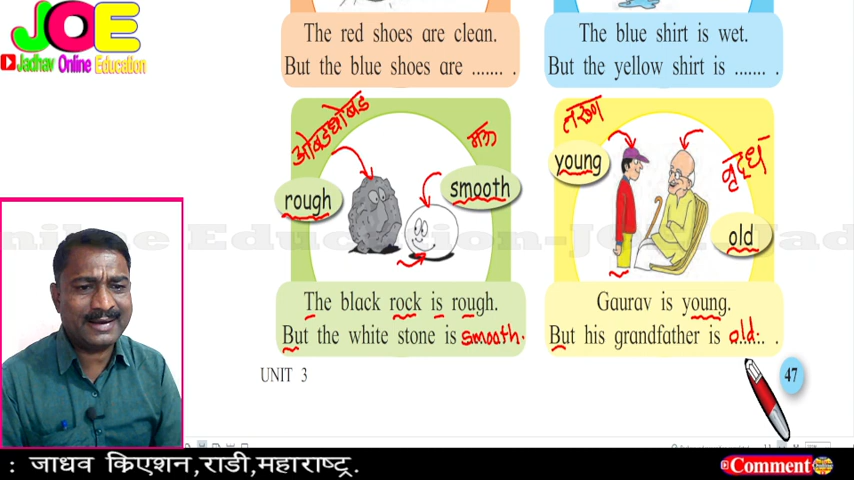 JOE
Jadhav Online Education
The red shoes are clean.
But the blue shoes are ....... .
The blue shirt is wet.
But the yellow shirt is ....... .
ओबडधोबड
मऊ
rough
smooth
The black rock is rough.
But the white stone is smooth.
तरुण
वृद्ध
young
old
Gaurav is young.
But his grandfather is old.. .
UNIT 3
47
: जाधव किएशन,राडी,महाराष्ट्र.
Comment